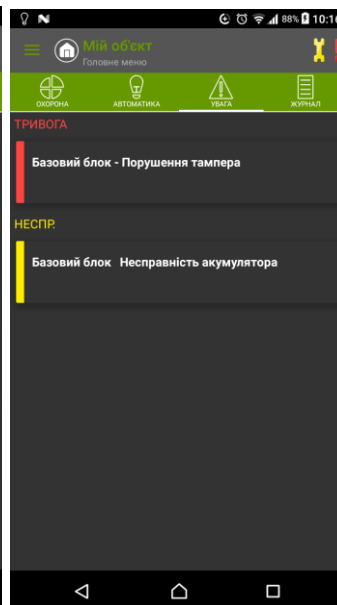 88% 10:16
Мій об'єкт
Головне меню
ОХОРОНА АВТОМАТИКА УВАГА ЖУРНАЛ
ТРИВОГА
Базовий блок - Порушення тампера
НЕСПР.
Базовий блок Несправність акумулятора